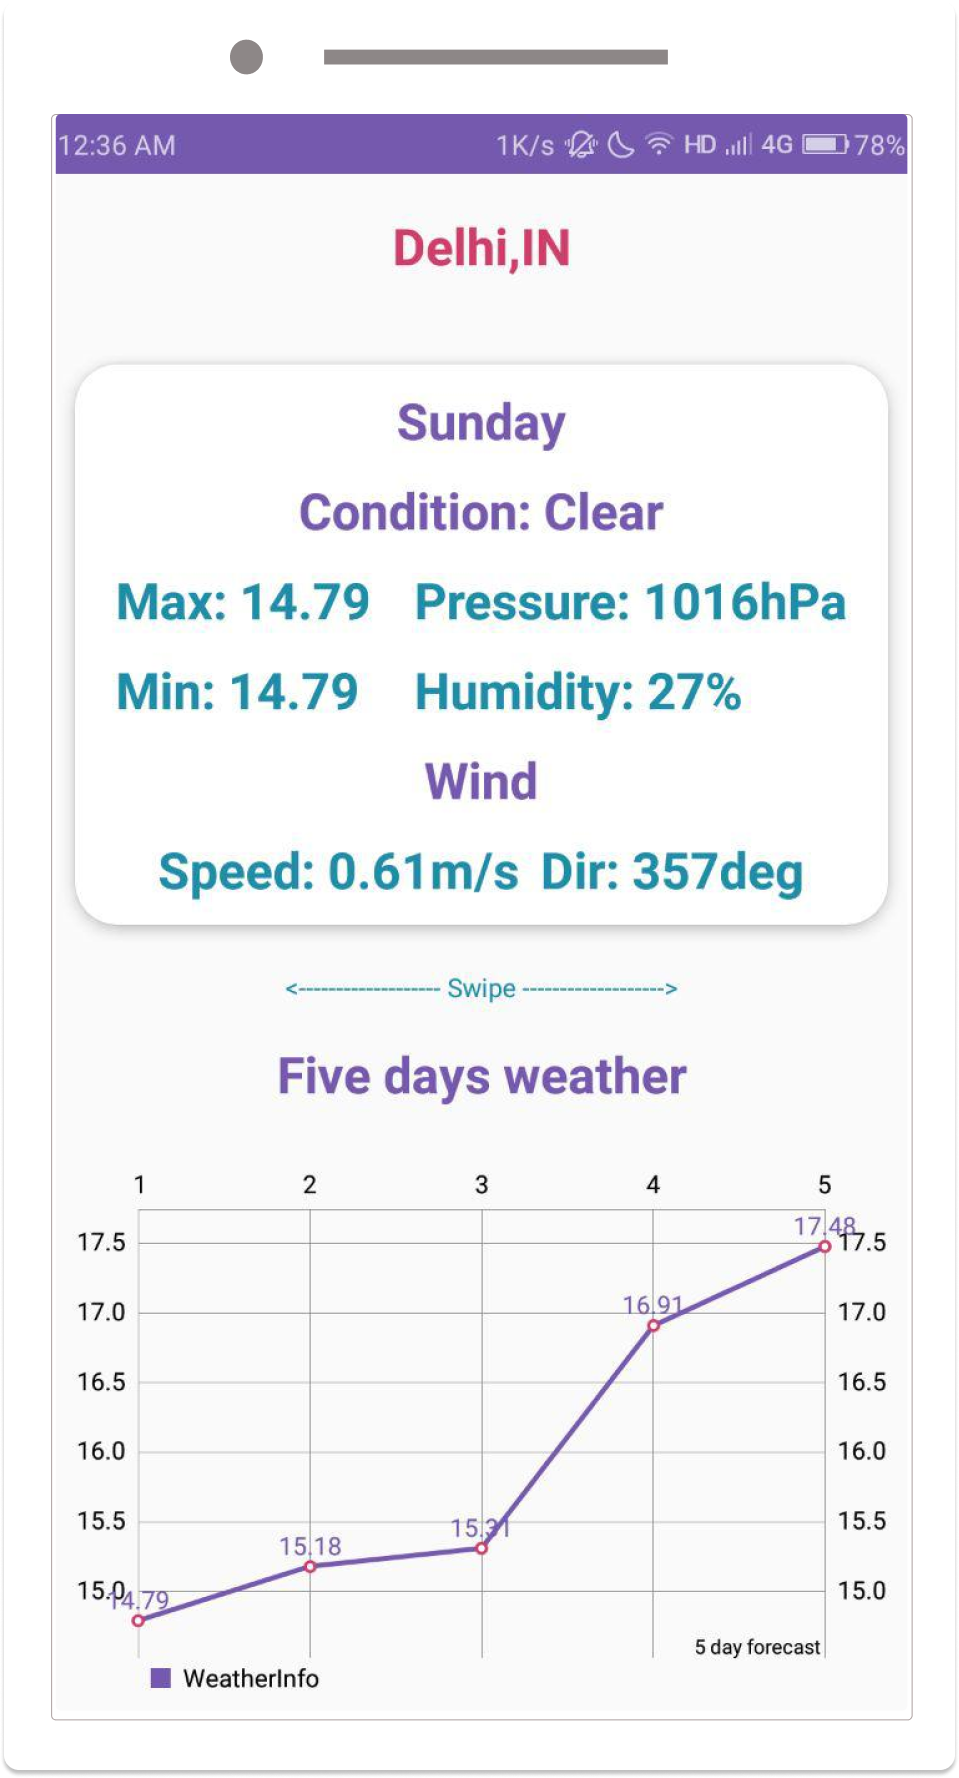 12:36 AM 1K/s HD 4G 78%
Delhi,IN
Sunday
Condition: Clear
Max: 14.79 Pressure: 1016hPa
Min: 14.79 Humidity: 27%
Wind
Speed: 0.61m/s Dir: 357deg
<------------------- Swipe ------------------->
Five days weather
1 2 3 4 5
17.48
17.5 17.5
16.91
17.0 17.0
16.5 16.5
16.0 16.0
15.5 15.31 15.5
15.18
15.0 14.79 15.0
5 day forecast
WeatherInfo